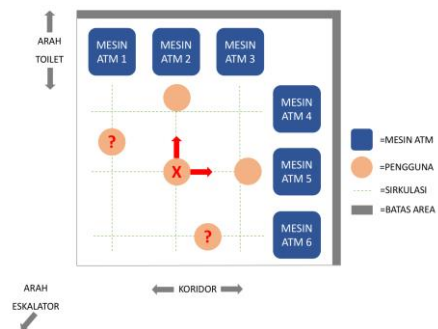 ARAH
TOILET
MESIN
ATM 1
MESIN
ATM 2
MESIN
ATM 3
MESIN
ATM 4
?
X
MESIN
ATM 5
?
MESIN
ATM 6
=MESIN ATM
=PENGGUNA
=SIRKULASI
=BATAS AREA
ARAH
ESKALATOR
KORIDOR